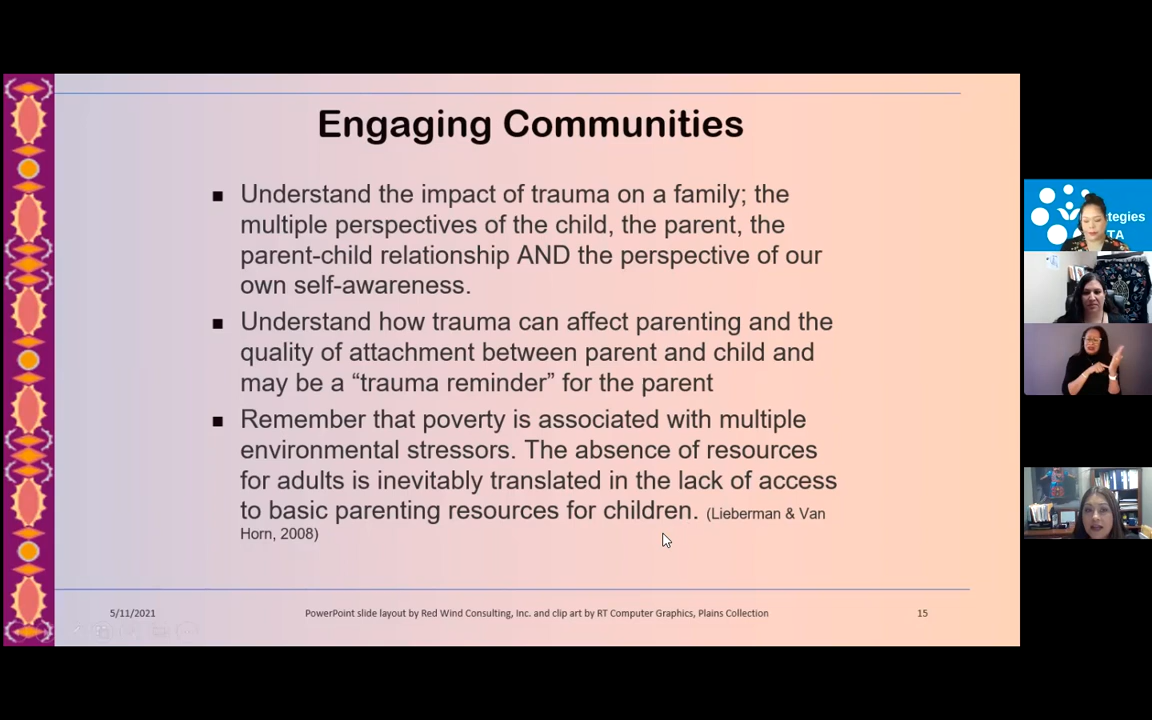 Engaging Communities
Understand the impact of trauma on a family; the
multiple perspectives of the child, the parent, the
parent-child relationship AND the perspective of our
own self-awareness.
Understand how trauma can affect parenting and the
quality of attachment between parent and child and
may be a “trauma reminder” for the parent
Remember that poverty is associated with multiple
environmental stressors. The absence of resources
for adults is inevitably translated in the lack of access
to basic parenting resources for children. (Lieberman & Van
Horn, 2008)
5/11/2021
PowerPoint slide layout by Red Wind Consulting, Inc. and clip art by RT Computer Graphics, Plains Collection
15
tegies
TA